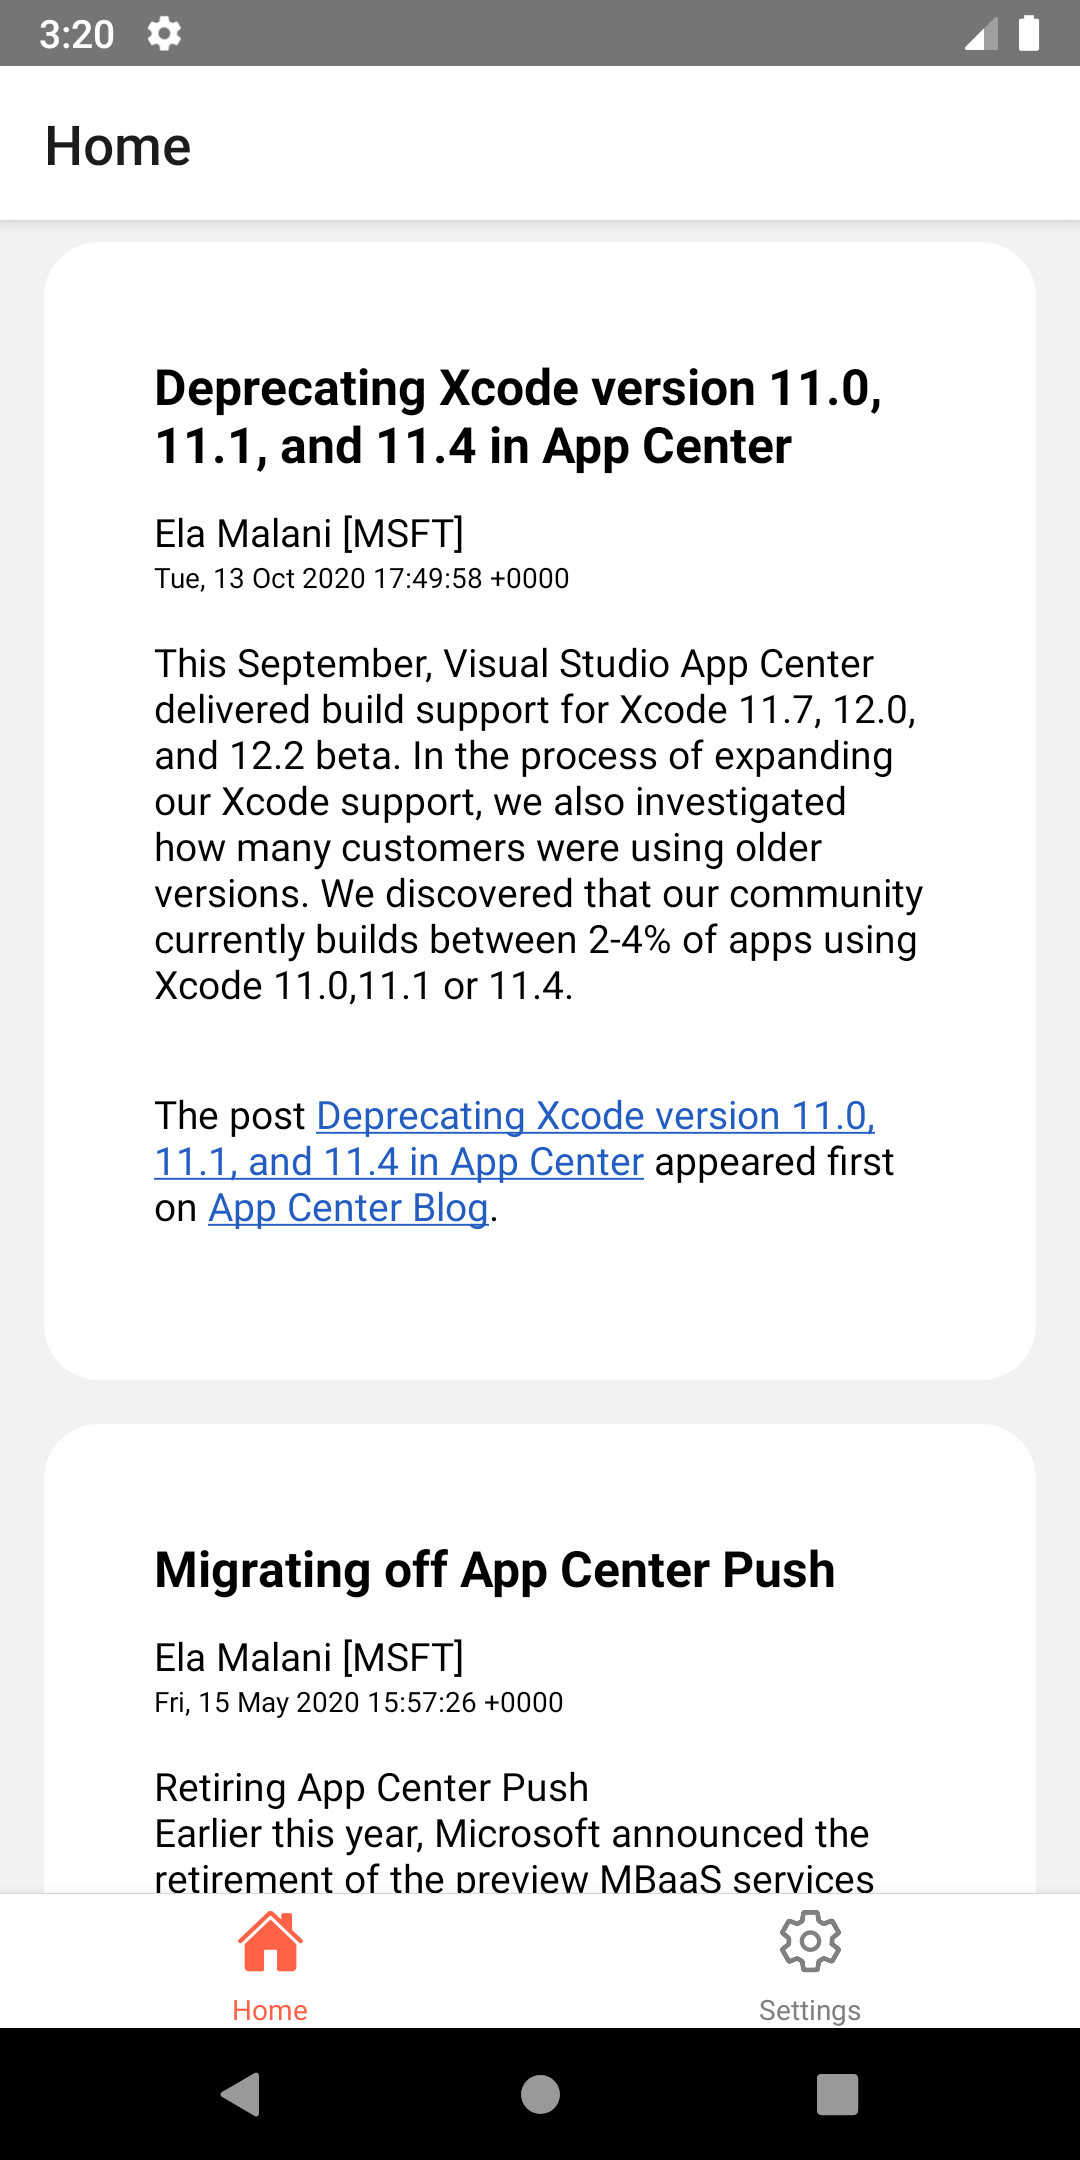 3:20
Home
Deprecating Xcode version 11.0,
11.1, and 11.4 in App Center
Ela Malani [MSFT]
Tue, 13 Oct 2020 17:49:58 +0000
This September, Visual Studio App Center
delivered build support for Xcode 11.7, 12.0,
and 12.2 beta. In the process of expanding
our Xcode support, we also investigated
how many customers were using older
versions. We discovered that our community
currently builds between 2-4% of apps using
Xcode 11.0,11.1 or 11.4.
The post Deprecating Xcode version 11.0,
11.1, and 11.4 in App Center appeared first
on App Center Blog.
Migrating off App Center Push
Ela Malani [MSFT]
Fri, 15 May 2020 15:57:26 +0000
Retiring App Center Push
Earlier this year, Microsoft announced the
retirement of the preview MBaaS services
Home
Settings